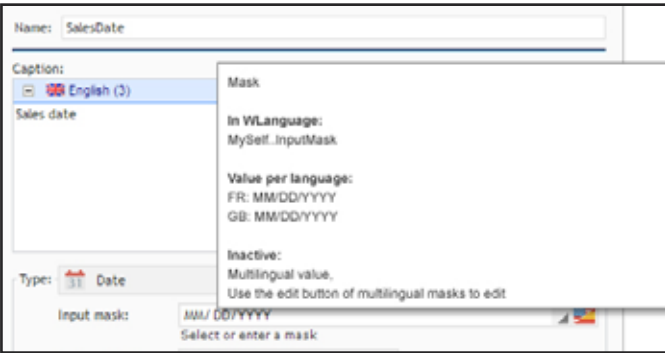 Name: SalesDate
Caption:
English (3)
Sales date
Mask
In WLanguage:
MySelf..InputMask
Value per language:
FR: MM/DD/YYYY
GB: MM/DD/YYYY
Inactive:
Multilingual value,
Use the edit button of multilingual masks to edit
Type: 31 Date
Input mask: MM/ DD/YYYY
Select or enter a mask